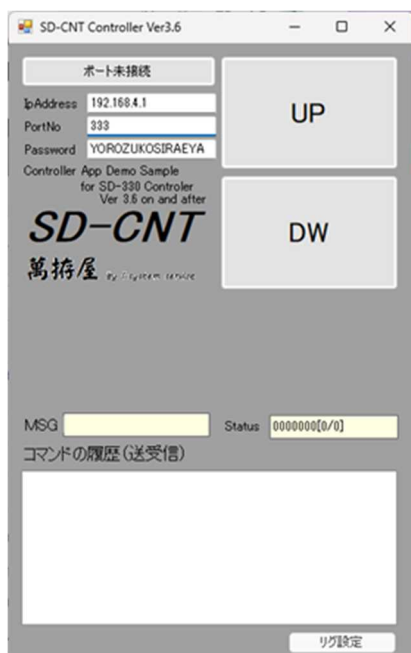 SD-CNT Controller Ver3.6
ポート未接続
IpAddress 192.168.4.1
PortNo 333
Password YOROZUKOSIRAEYA
Controller App Demo Sample
for SD-330 Controler
Ver 3.6 on and after
SD-CNT
萬拵屋 By J system service
UP
DW
MSG
Status 0000000[0/0]
コマンドの履歴(送受信)
リグ設定